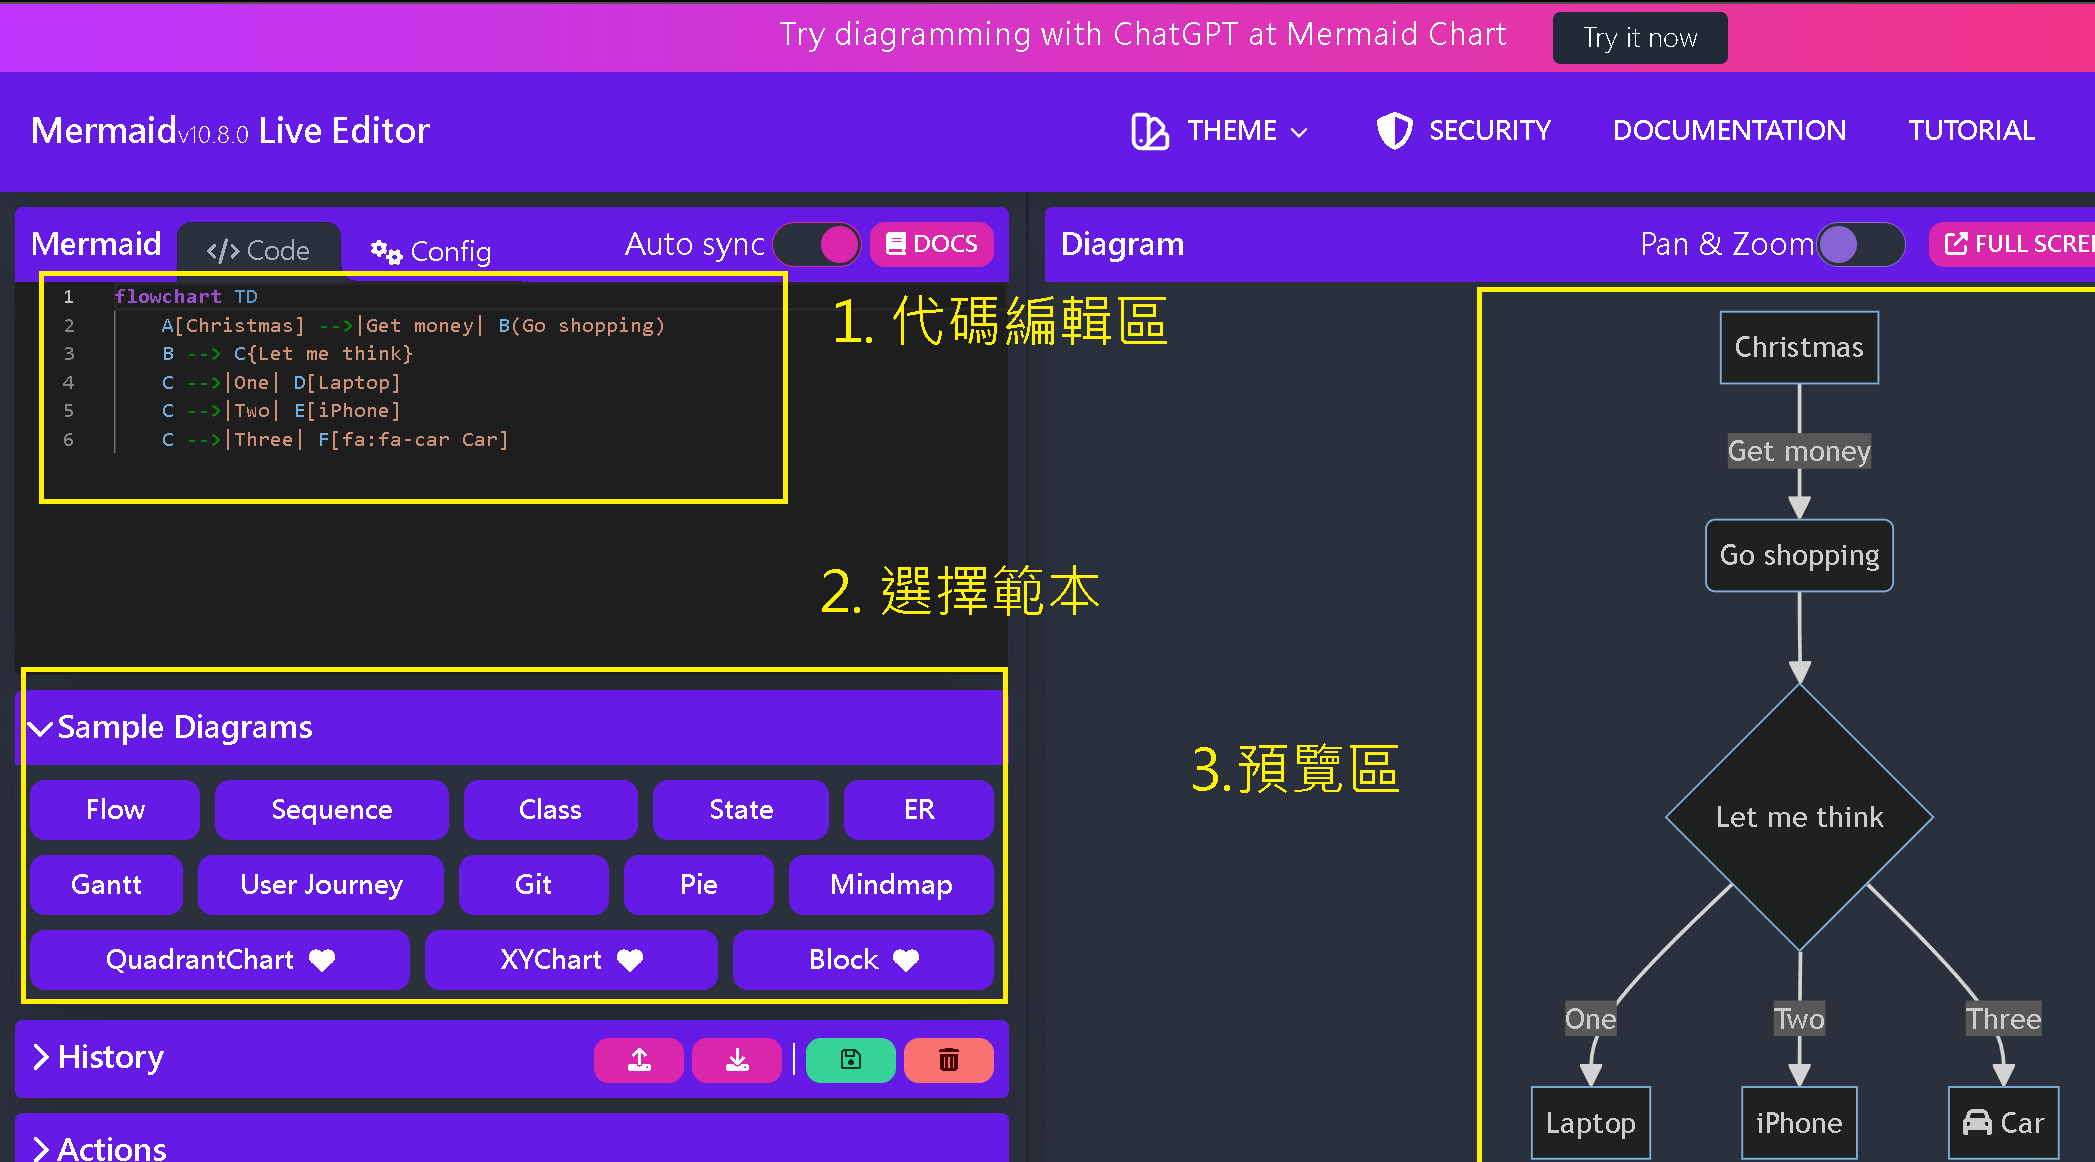 Try diagramming with ChatGPT at Mermaid Chart
Try it now
Mermaid v10.8.0 Live Editor
THEME
SECURITY
DOCUMENTATION
TUTORIAL
Mermaid
</> Code
Config
Auto sync
DOCS
1 flowchart TD
2 A[Christmas] -->|Get money| B(Go shopping)
3 B --> C{Let me think}
4 C -->|One| D[Laptop]
5 C -->|Two| E[iPhone]
6 C -->|Three| F[fa:fa-car Car]
1. 代碼編輯區
2. 選擇範本
Sample Diagrams
Flow
Sequence
Class
State
ER
Gantt
User Journey
Git
Pie
Mindmap
QuadrantChart
XYChart
Block
History
Actions
Diagram
Pan & Zoom
FULL SCREE
3.預覽區
Christmas
Get money
Go shopping
Let me think
One
Two
Three
Laptop
iPhone
Car